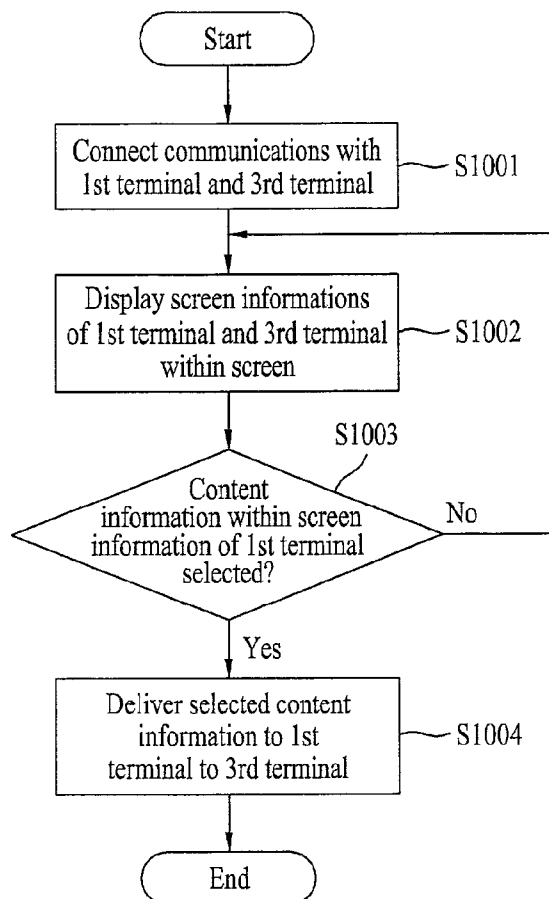 Start
Connect communications with
1st terminal and 3rd terminal
S1001
Display screen informations
of 1st terminal and 3rd terminal
within screen
S1002
S1003
Content
information within screen
information of 1st terminal
selected?
No
Yes
Deliver selected content
information to 1st
terminal to 3rd terminal
S1004
End